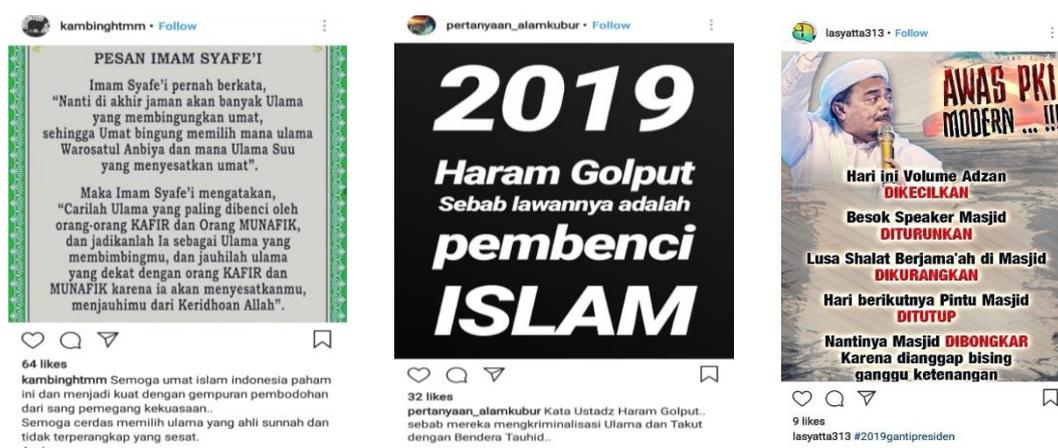 kambinghtmm • Follow
PESAN IMAM SYAFE'I
Imam Syafe'i pernah berkata,
"Nanti di akhir jaman akan banyak Ulama
yang membingungkan umat,
sehingga Umat bingung memilih mana ulama
Warosatul Anbiya dan mana Ulama Suu
yang menyesatkan umat".
Maka Imam Syafe'i mengatakan,
"Carilah Ulama yang paling dibenci oleh
orang-orang KAFIR dan Orang MUNAFIK,
dan jadikanlah Ia sebagai Ulama yang
membimbingmu, dan jauhilah ulama
yang dekat dengan orang KAFIR dan
MUNAFIK karena ia akan menyesatkanmu,
menjauhimu dari Keridhoan Allah".
64 likes
kambinghtmm Semoga umat islam indonesia paham
ini dan menjadi kuat dengan gempuran pembodohan
dari sang pemegang kekuasaan..
Semoga cerdas memilih ulama yang ahli sunnah dan
tidak terperangkap yang sesat.
pertanyaan_alamkubur • Follow
2019
Haram Golput
Sebab lawannya adalah
pembenci
ISLAM
32 likes
pertanyaan_alamkubur Kata Ustadz Haram Golput..
sebab mereka mengkriminalisasi Ulama dan Takut
dengan Bendera Tauhid..
lasyatta313 • Follow
AWAS PKI
MODERN ... !!!
Hari ini Volume Adzan
DIKECILKAN
Besok Speaker Masjid
DITURUNKAN
Lusa Shalat Berjama'ah di Masjid
DIKURANGKAN
Hari berikutnya Pintu Masjid
DITUTUP
Nantinya Masjid DIBONGKAR
Karena dianggap bising
ganggu ketenangan
9 likes
lasyatta313 #2019gantipresiden